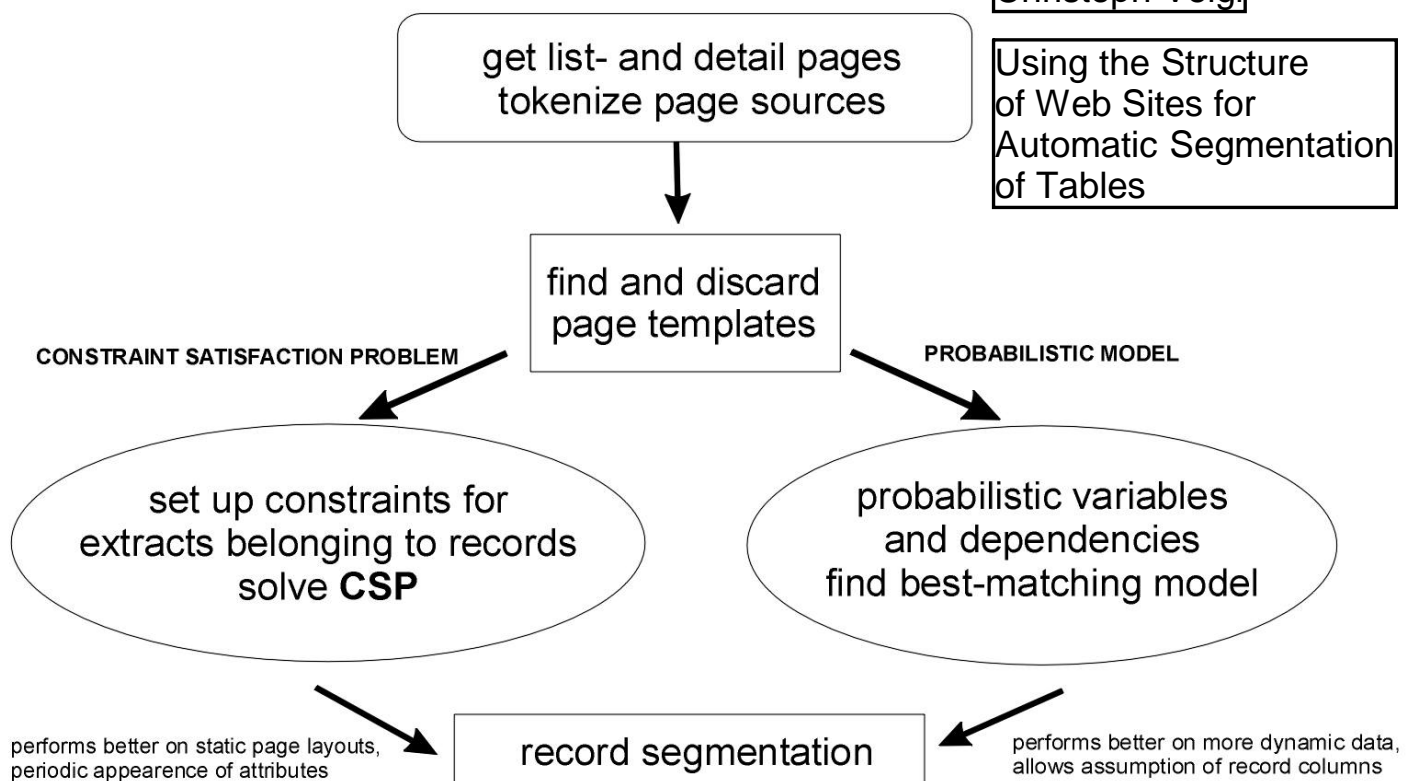 get list- and detail pages
tokenize page sources
Using the Structure
of Web Sites for
Automatic Segmentation
of Tables
find and discard
page templates
CONSTRAINT SATISFACTION PROBLEM
PROBABILISTIC MODEL
set up constraints for
extracts belonging to records
solve CSP
probabilistic variables
and dependencies
find best-matching model
performs better on static page layouts,
periodic appearence of attributes
record segmentation
performs better on more dynamic data,
allows assumption of record columns